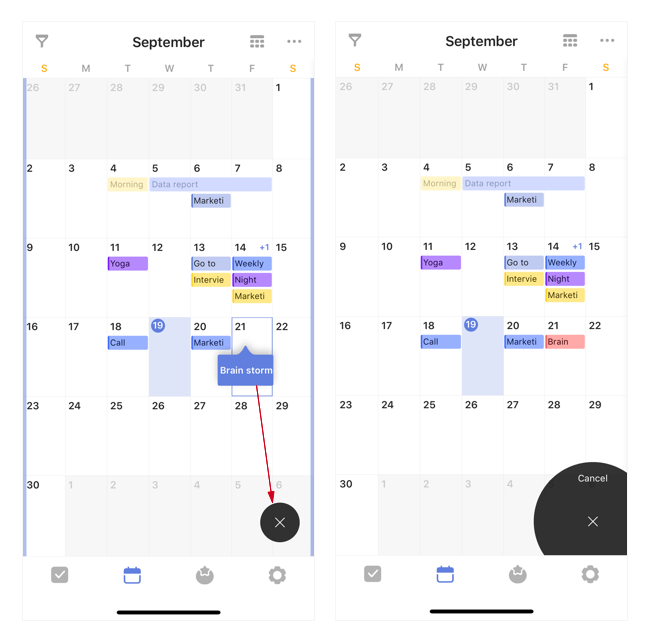 September
S M T W T F S
26 27 28 29 30 31 1
2 3 4 5 6 7 8
Morning Data report
Marketi
9 10 11 12 13 14 +1 15
Yoga Go to Weekly
Intervie Night
Marketi
16 17 18 19 20 21 22
Call Marketi
Brain storm
23 24 25 26 27 28 29
30 1 2 3 4 5 6
September
S M T W T F S
26 27 28 29 30 31 1
2 3 4 5 6 7 8
Morning Data report
Marketi
9 10 11 12 13 14 +1 15
Yoga Go to Weekly
Intervie Night
Marketi
16 17 18 19 20 21 22
Call Marketi Brain
23 24 25 26 27 28 29
Cancel
30 1 2 3 4